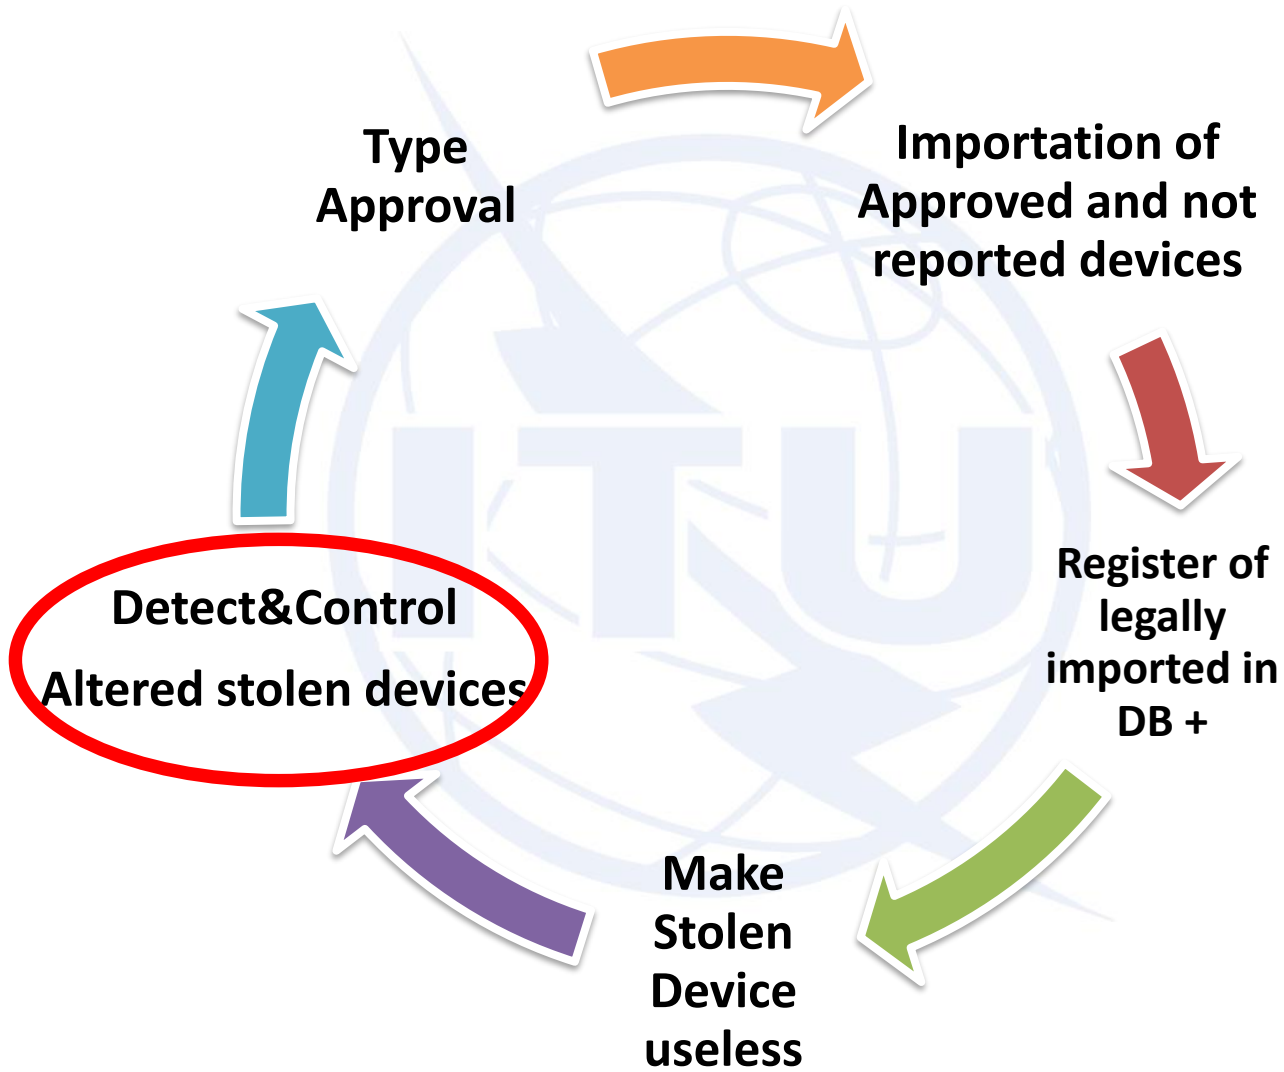 Type
Approval
Importation of
Approved and not
reported devices
Register of
legally
imported in
DB +
Make
Stolen
Device
useless
Detect&Control
Altered stolen devices
ITU